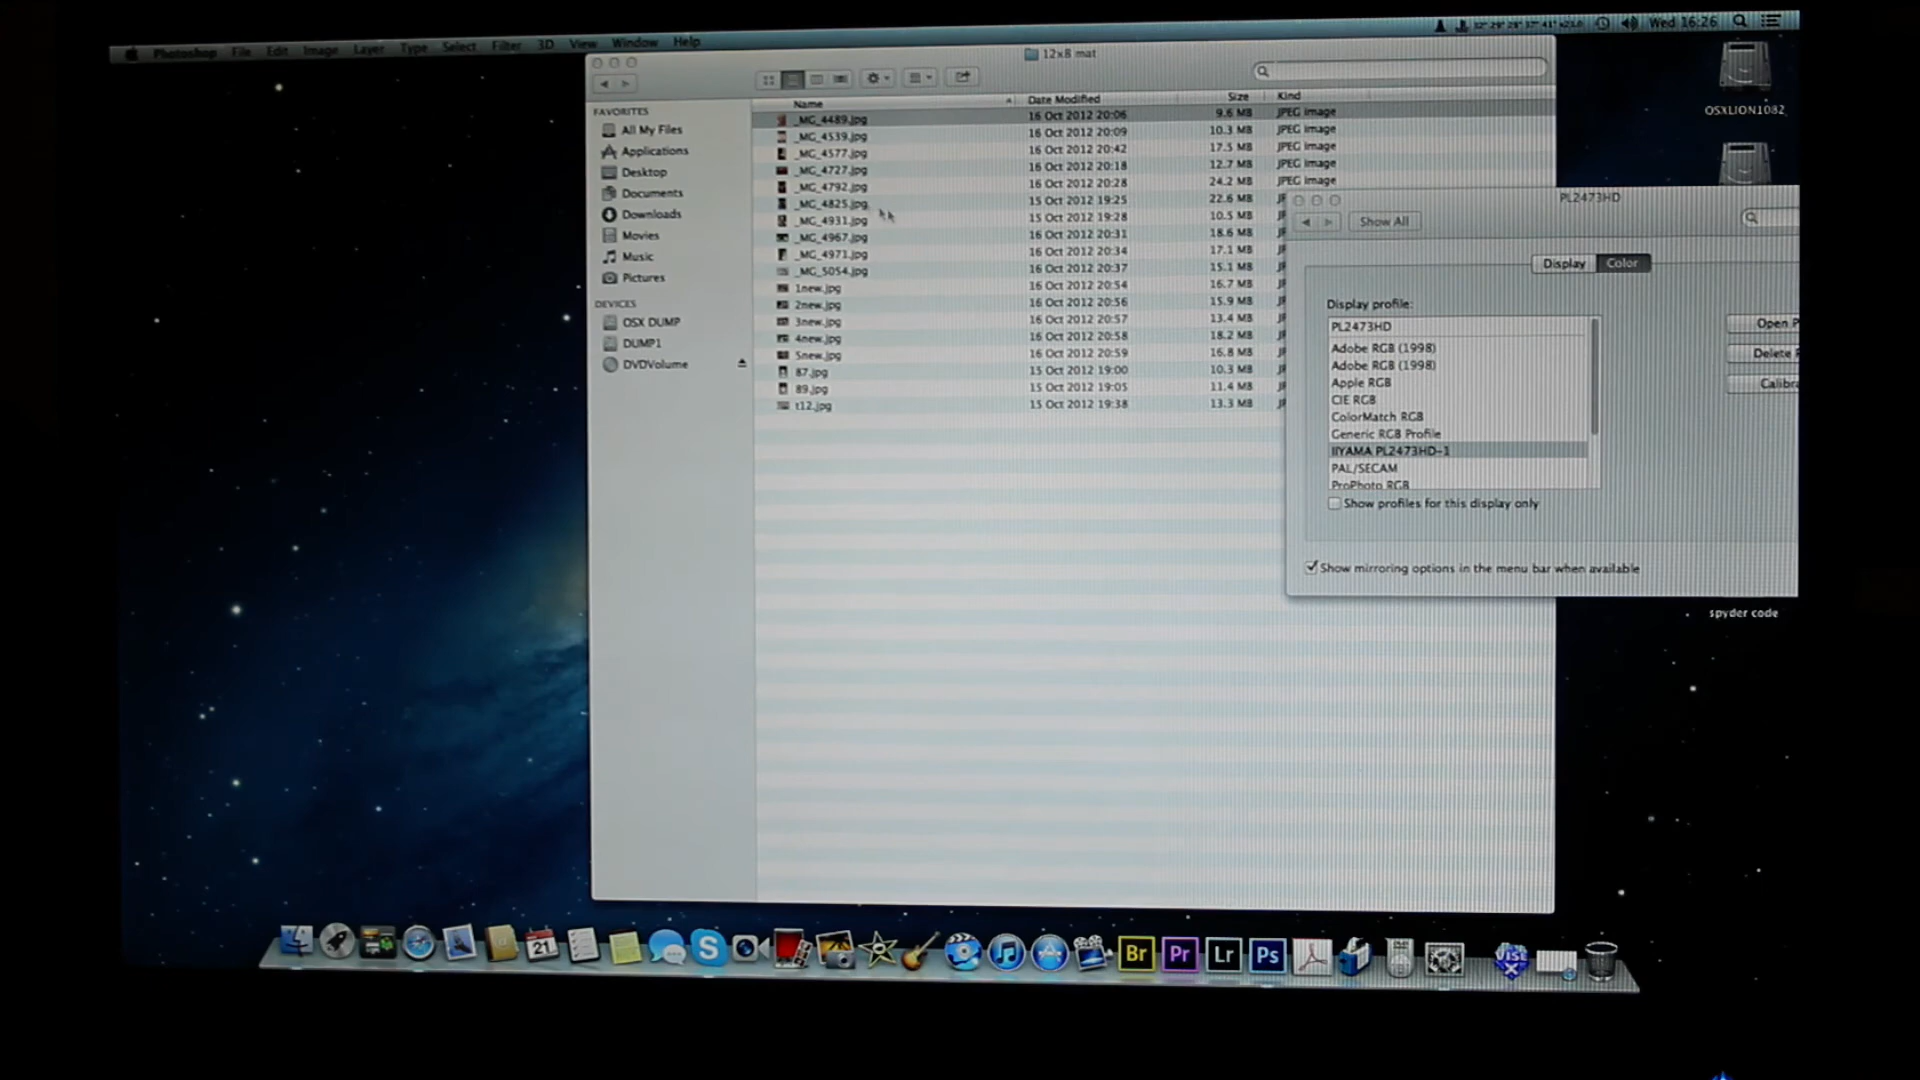 Photoshop File Edit Image Layer Type Select Filter 3D View Window Help
Wed 16:26
12x8 mat
Name Date Modified Size Kind
_MG_4489.jpg 16 Oct 2012 20:06 9.6 MB JPEG image
_MG_4539.jpg 16 Oct 2012 20:09 10.3 MB JPEG image
_MG_4577.jpg 16 Oct 2012 20:42 17.5 MB JPEG image
_MG_4727.jpg 16 Oct 2012 20:18 12.7 MB JPEG image
_MG_4792.jpg 16 Oct 2012 20:28 24.2 MB JPEG image
_MG_4825.jpg 15 Oct 2012 19:25 22.6 MB
_MG_4931.jpg 15 Oct 2012 19:28 10.5 MB
_MG_4967.jpg 16 Oct 2012 20:31 18.6 MB
_MG_4971.jpg 16 Oct 2012 20:34 17.1 MB
_MG_5054.jpg 16 Oct 2012 20:37 15.1 MB
1new.jpg 16 Oct 2012 20:54 16.7 MB
2new.jpg 16 Oct 2012 20:56 15.9 MB
3new.jpg 16 Oct 2012 20:57 13.4 MB
4new.jpg 16 Oct 2012 20:58 18.2 MB
5new.jpg 16 Oct 2012 20:59 16.8 MB
87.jpg 15 Oct 2012 19:00 10.3 MB
89.jpg 15 Oct 2012 19:05 11.4 MB
t12.jpg 15 Oct 2012 19:38 13.3 MB
FAVORITES
All My Files
Applications
Desktop
Documents
Downloads
Movies
Music
Pictures
DEVICES
OSX DUMP
DUMP1
DVDVolume
OSXLION1082
PL2473HD
Show All
Display Color
Display profile:
PL2473HD
Adobe RGB (1998)
Adobe RGB (1998)
Apple RGB
CIE RGB
ColorMatch RGB
Generic RGB Profile
IIYAMA PL2473HD-1
PAL/SECAM
ProPhoto RGB
Open P
Delete
Calibra
Show profiles for this display only
Show mirroring options in the menu bar when available
spyder code
21 S Br Pr Lr Ps